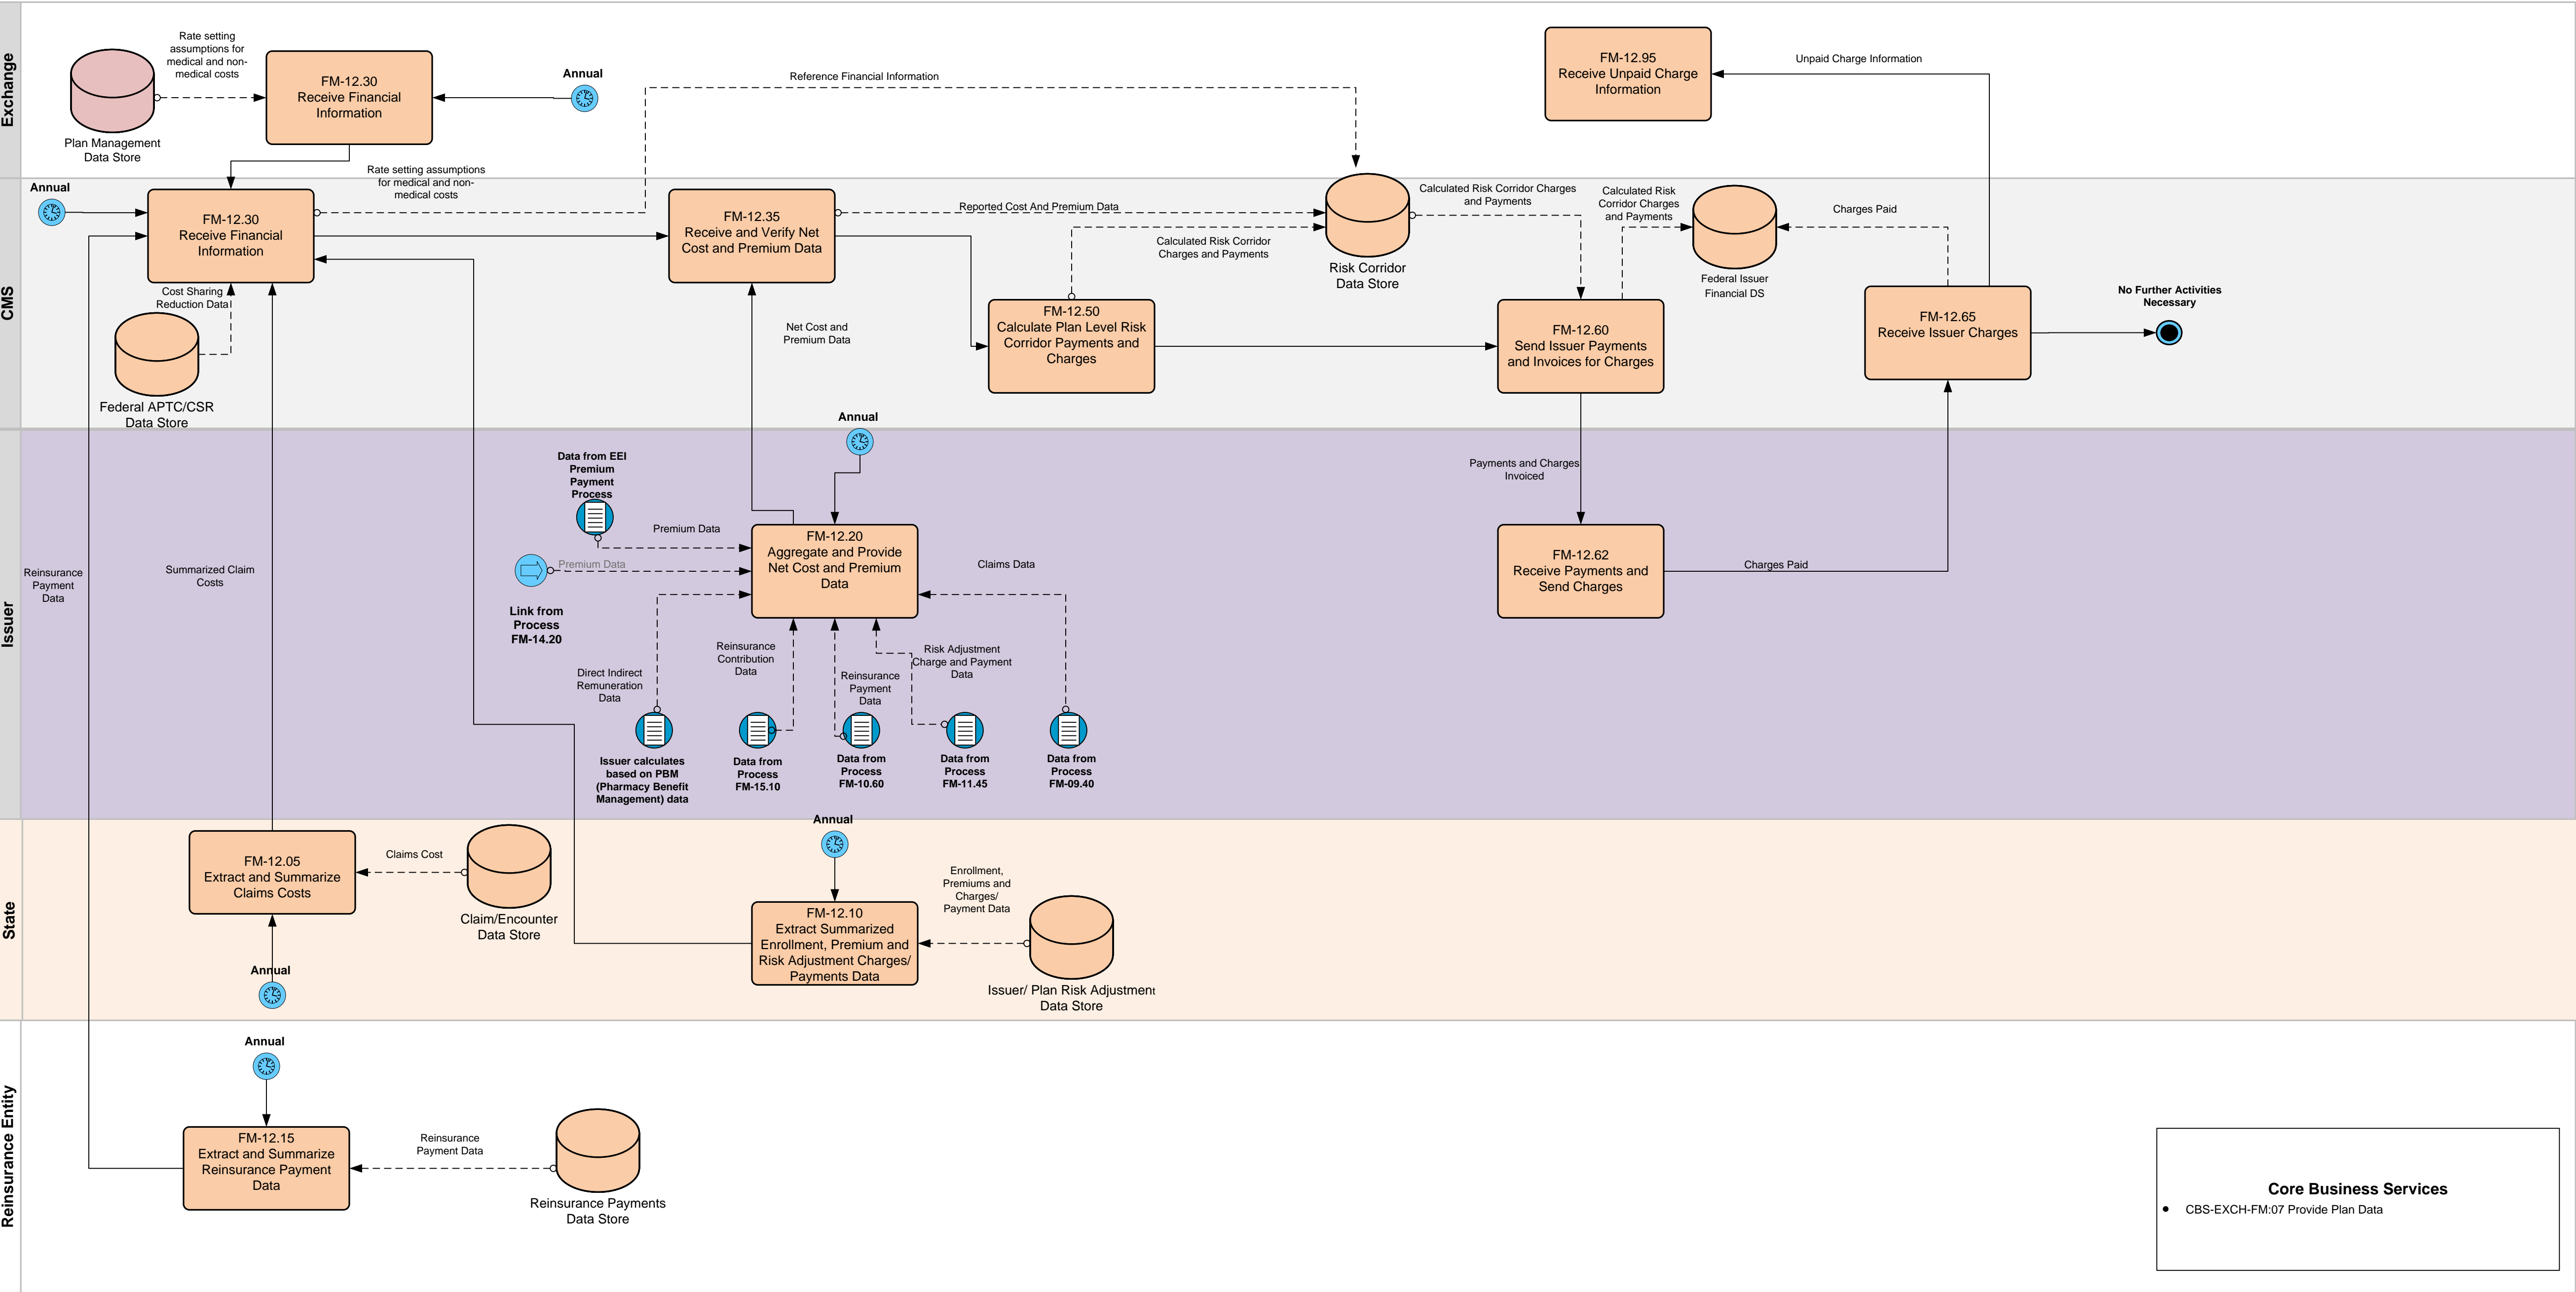 Exchange
Rate setting
assumptions for
medical and non-
medical costs
Plan Management
Data Store
FM-12.30
Receive Financial
Information
Annual
Reference Financial Information
FM-12.95
Receive Unpaid Charge
Information
Unpaid Charge Information
CMS
Annual
FM-12.30
Receive Financial
Information
Rate setting assumptions
for medical and non-
medical costs
Cost Sharing
Reduction Data
Federal APTC/CSR
Data Store
FM-12.35
Receive and Verify Net
Cost and Premium Data
Reported Cost And Premium Data
Calculated Risk Corridor
Charges and Payments
Net Cost and
Premium Data
FM-12.50
Calculate Plan Level Risk
Corridor Payments and
Charges
Risk Corridor
Data Store
Calculated Risk Corridor Charges
and Payments
FM-12.60
Send Issuer Payments
and Invoices for Charges
Calculated Risk
Corridor Charges
and Payments
Federal Issuer
Financial DS
Charges Paid
FM-12.65
Receive Issuer Charges
No Further Activities
Necessary
Issuer
Reinsurance
Payment
Data
Summarized Claim
Costs
Annual
Data from EEI
Premium
Payment
Process
Premium Data
Premium Data
Link from
Process
FM-14.20
FM-12.20
Aggregate and Provide
Net Cost and Premium
Data
Claims Data
Direct Indirect
Remuneration
Data
Reinsurance
Contribution
Data
Reinsurance
Payment
Data
Risk Adjustment
Charge and Payment
Data
Issuer calculates
based on PBM
(Pharmacy Benefit
Management) data
Data from
Process
FM-15.10
Data from
Process
FM-10.60
Data from
Process
FM-11.45
Data from
Process
FM-09.40
Payments and Charges
Invoiced
FM-12.62
Receive Payments and
Send Charges
Charges Paid
State
FM-12.05
Extract and Summarize
Claims Costs
Claims Cost
Claim/Encounter
Data Store
Annual
Annual
FM-12.10
Extract Summarized
Enrollment, Premium and
Risk Adjustment Charges/
Payments Data
Enrollment,
Premiums and
Charges/
Payment Data
Issuer/ Plan Risk Adjustment
Data Store
Reinsurance Entity
Annual
FM-12.15
Extract and Summarize
Reinsurance Payment
Data
Reinsurance
Payment Data
Reinsurance Payments
Data Store
Core Business Services
• CBS-EXCH-FM:07 Provide Plan Data